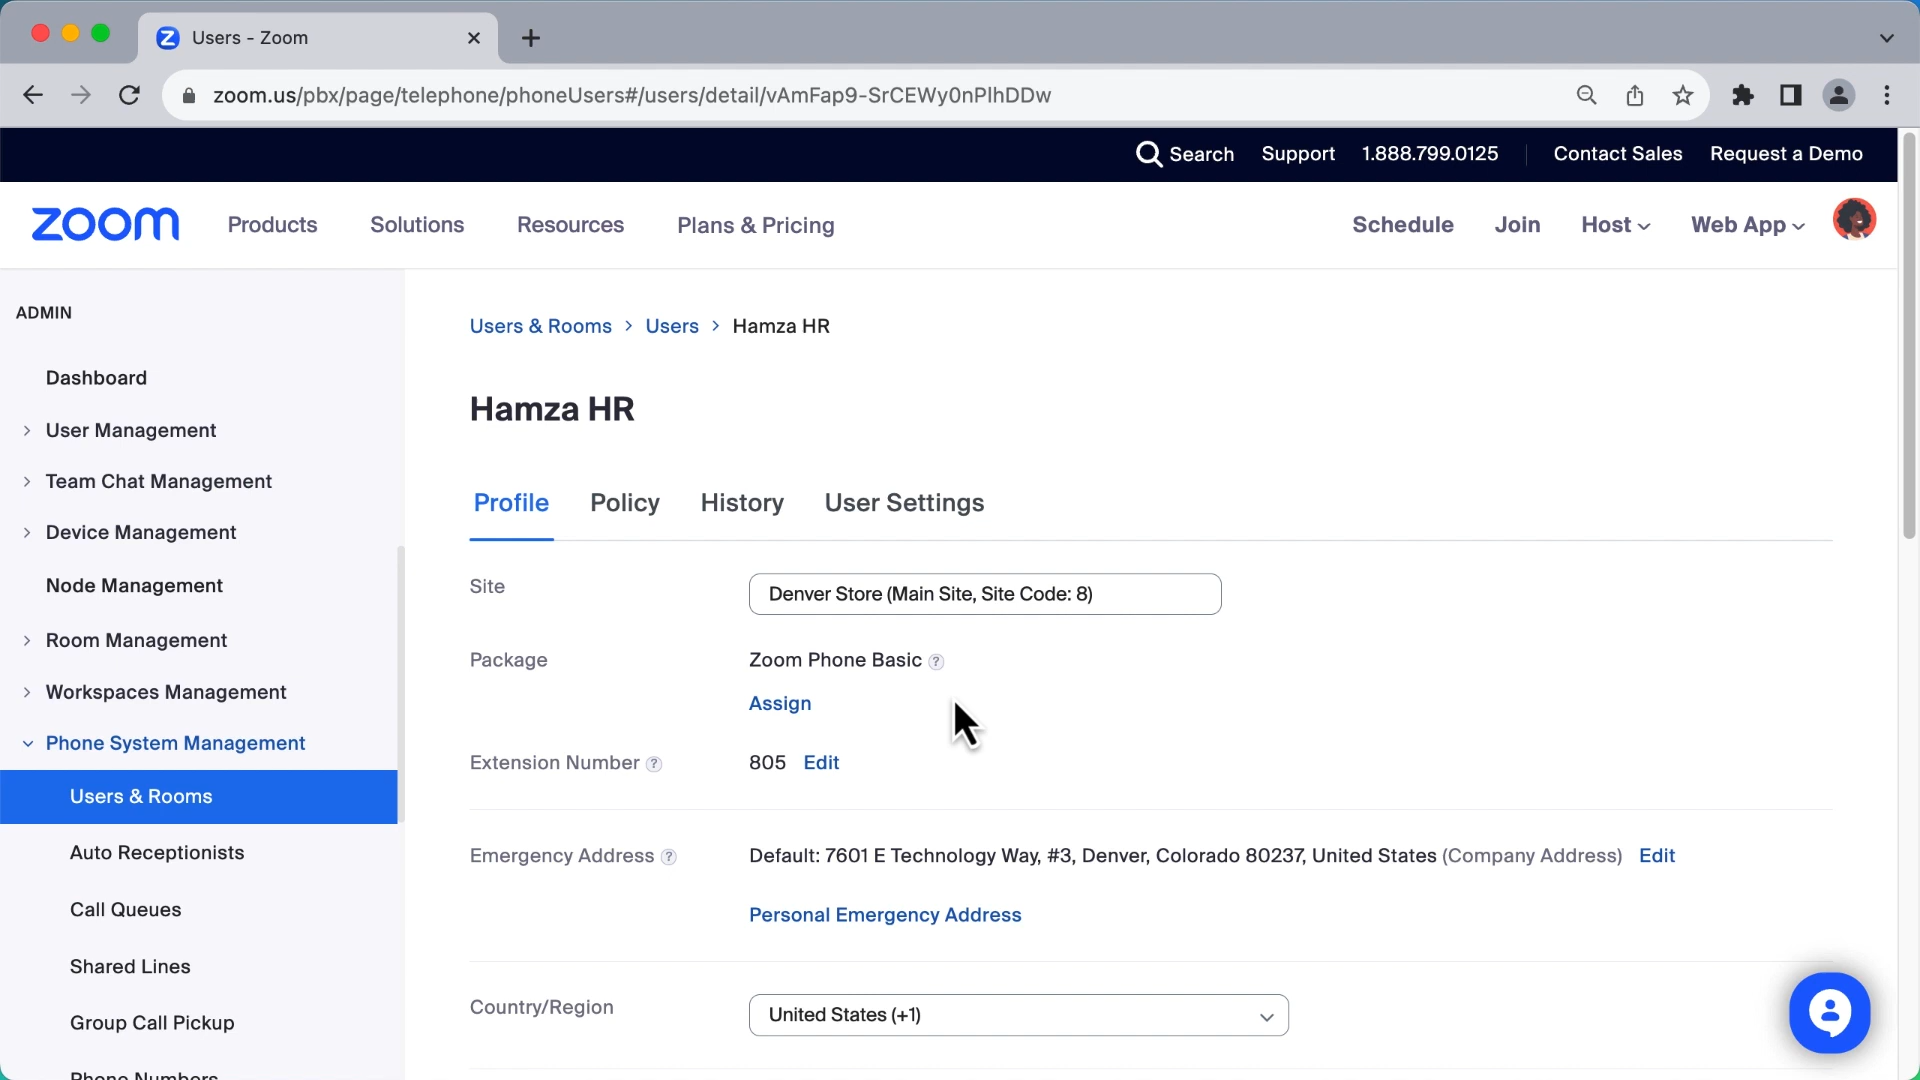 Users - Zoom
zoom.us/pbx/page/telephone/phoneUsers#/users/detail/vAmFap9-SrCEWy0nPlhDDw
Search Support 1.888.799.0125 Contact Sales Request a Demo
zoom Products Solutions Resources Plans & Pricing Schedule Join Host Web App
ADMIN
Dashboard
User Management
Team Chat Management
Device Management
Node Management
Room Management
Workspaces Management
Phone System Management
Users & Rooms
Auto Receptionists
Call Queues
Shared Lines
Group Call Pickup
Phone Numbers
Users & Rooms > Users > Hamza HR
Hamza HR
Profile Policy History User Settings
Site Denver Store (Main Site, Site Code: 8)
Package Zoom Phone Basic ?
Assign
Extension Number ? 805 Edit
Emergency Address ? Default: 7601 E Technology Way, #3, Denver, Colorado 80237, United States (Company Address) Edit
Personal Emergency Address
Country/Region United States (+1)